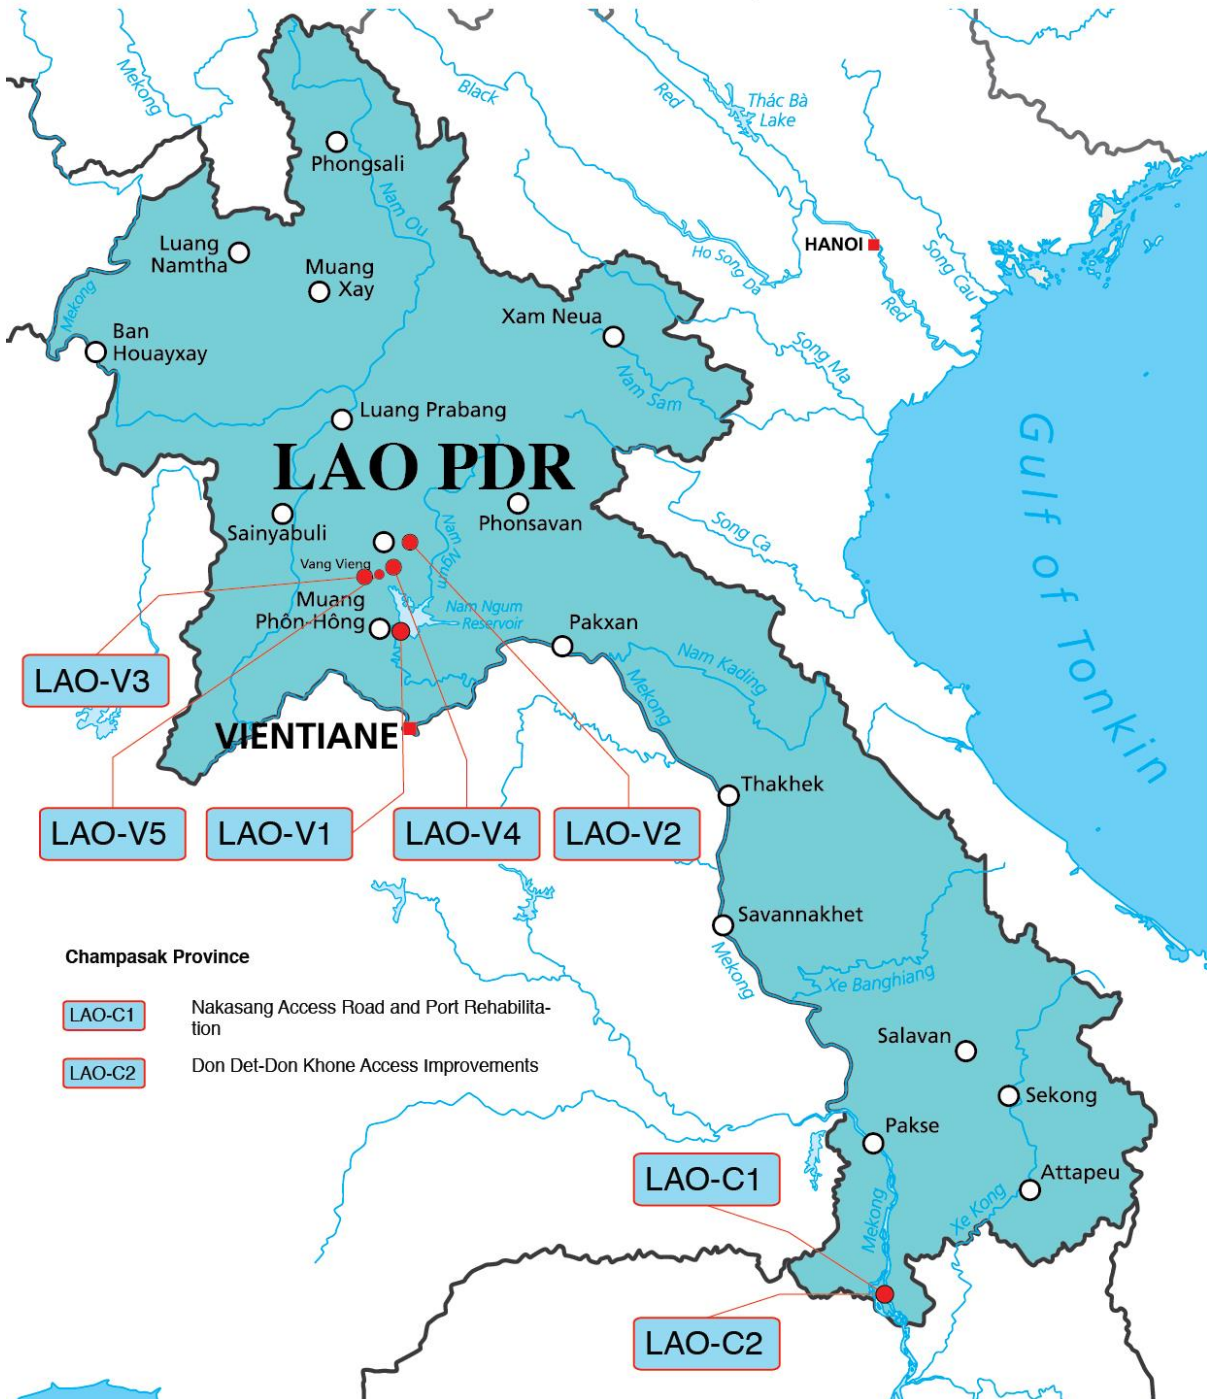 Mekong
Black
Red
Thác Bà
Lake
Phongsali
Nam Ou
Luang
Namtha
Muang
Xay
HANOI
Ho Song Da
Song Cau
Red
Mekong
Ban
Houayxay
Xam Neua
Song Ma
Nam Sam
Luang Prabang
LAO PDR
Gulf of Tonkin
Sainyabuli
Phonsavan
Nam Ngum
Song Ca
Vang Vieng
Muang
Phôn-Hông
Nam Ngum
Reservoir
Pakxan
Nam Kading
Mekong
LAO-V3
VIENTIANE
Thakhek
LAO-V5
LAO-V1
LAO-V4
LAO-V2
Savannakhet
Mekong
Xe Banghiang
Champasak Province
LAO-C1
Nakasang Access Road and Port Rehabilita-
tion
LAO-C2
Don Det-Don Khone Access Improvements
Salavan
Sekong
Pakse
Attapeu
LAO-C1
Mekong
Xe Kong
LAO-C2